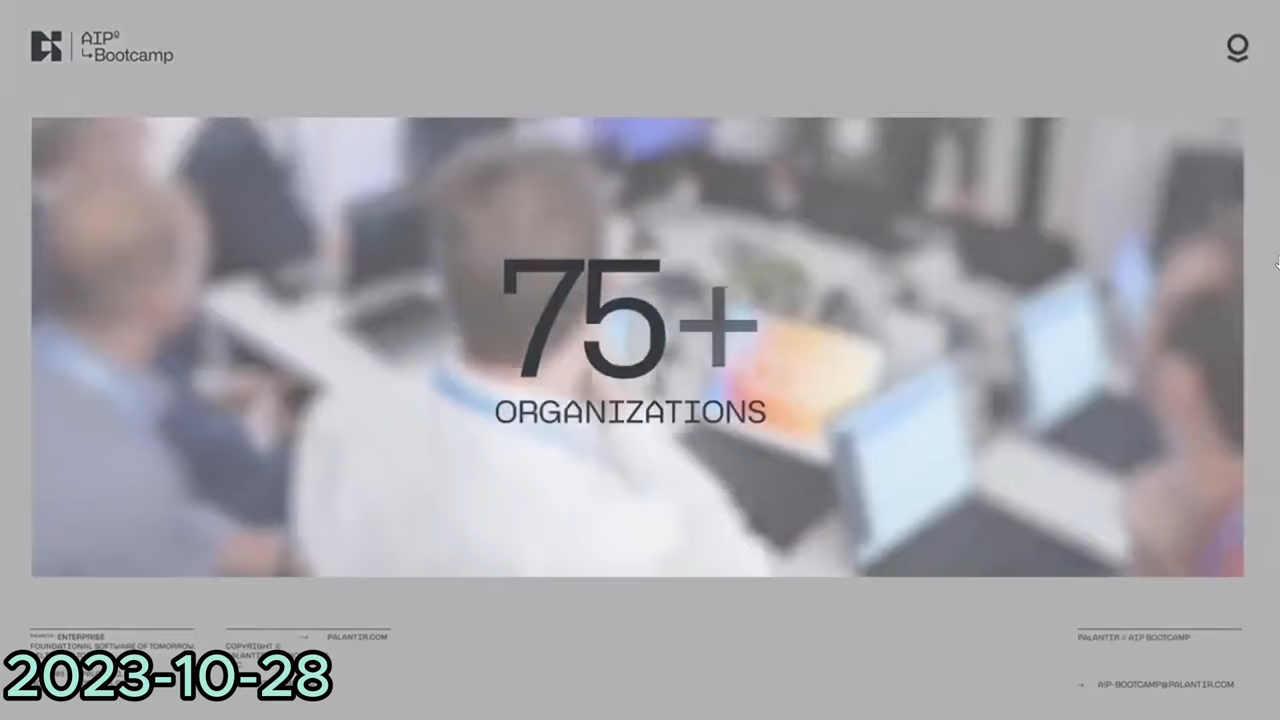 AIPº
↳Bootcamp
75+
ORGANIZATIONS
ENTERPRISE
FOUNDATIONAL SOFTWARE OF TOMORROW.
COPYRIGHT ©
→ PALANTIR.COM
PALANTIR // AIP BOOTCAMP
→ AIP-BOOTCAMP@PALANTIR.COM
2023-10-28